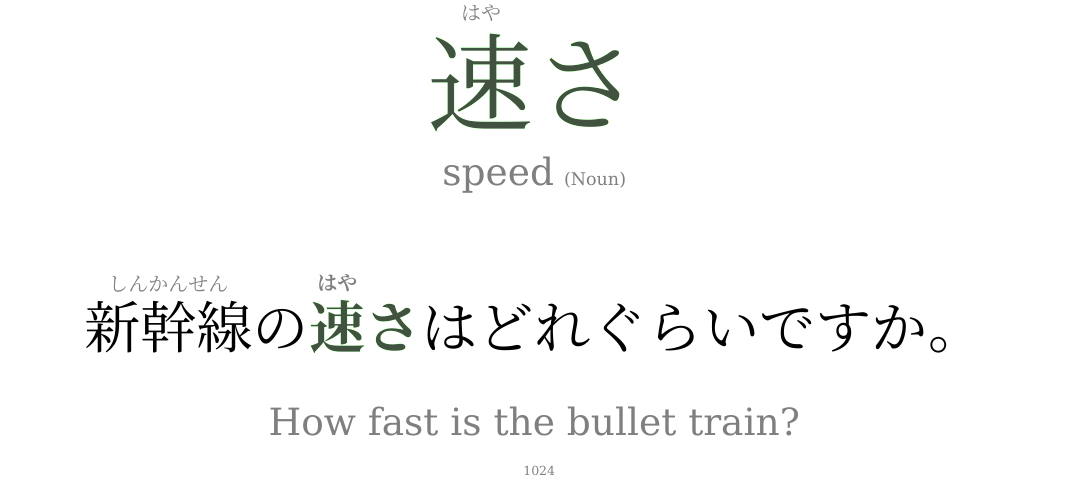 はや
速さ
speed (Noun)
しんかんせん はや
新幹線の速さはどれぐらいですか。
How fast is the bullet train?
1024